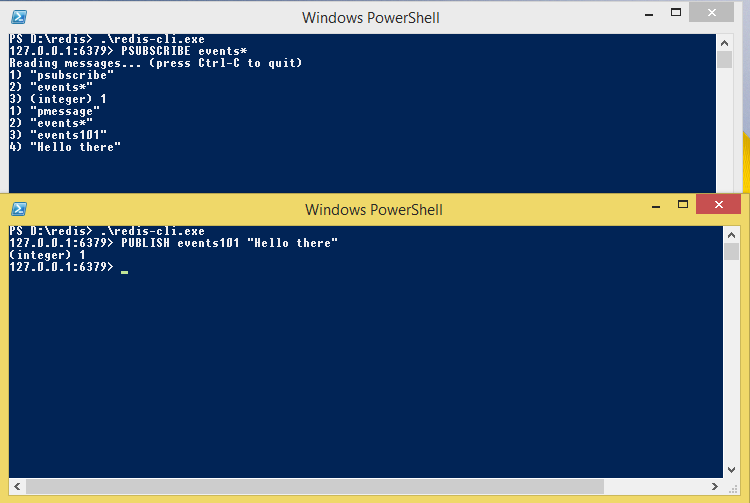 Windows PowerShell
PS D:\redis> .\redis-cli.exe
127.0.0.1:6379> PSUBSCRIBE events*
Reading messages... (press Ctrl-C to quit)
1) "psubscribe"
2) "events*"
3) (integer) 1
1) "pmessage"
2) "events*"
3) "events101"
4) "Hello there"
Windows PowerShell
PS D:\redis> .\redis-cli.exe
127.0.0.1:6379> PUBLISH events101 "Hello there"
(integer) 1
127.0.0.1:6379>